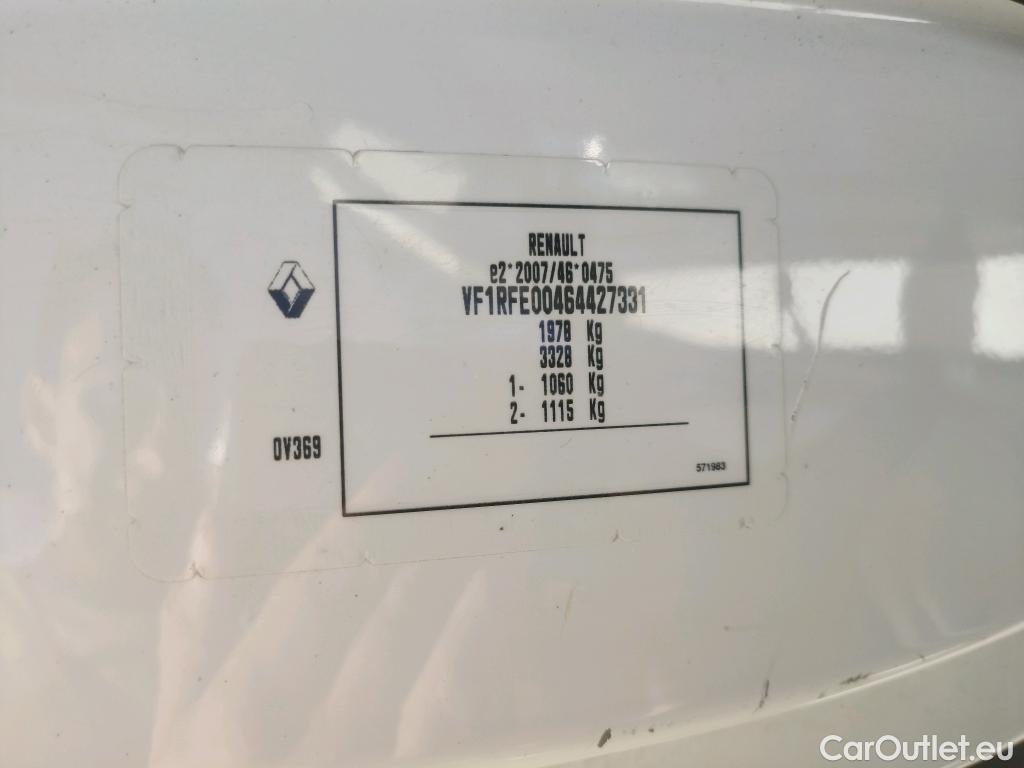 RENAULT
e2*2007/46*0475
VF1RFE00464427331
1978 Kg
3328 Kg
1- 1060 Kg
2- 1115 Kg
0V369
571983
CarOutlet.eu